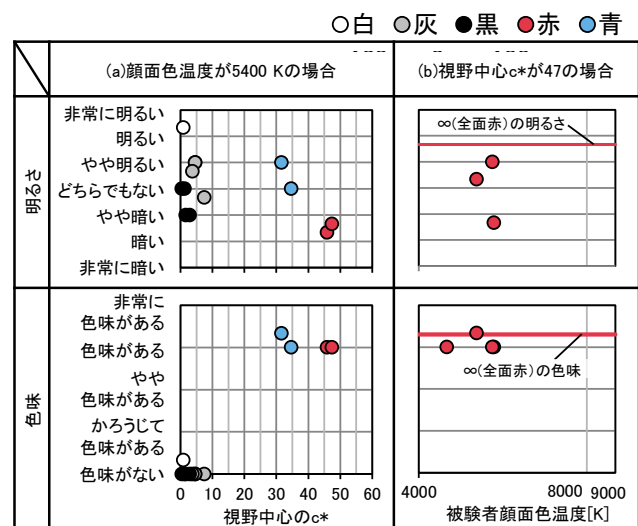 ○白 ●灰 ●黒 ●赤 ●青
(a)顔面色温度が5400 Kの場合
(b)視野中心c*が47の場合
明るさ
非常に明るい
明るい
やや明るい
どちらでもない
やや暗い
暗い
非常に暗い
∞(全面赤)の明るさ
色味
非常に
色味がある
色味がある
やや
色味がある
かろうじて
色味がある
色味がない
∞(全面赤)の色味
0 10 20 30 40 50 60
視野中心のc*
4000 8000 9000
被験者顔面色温度[K]